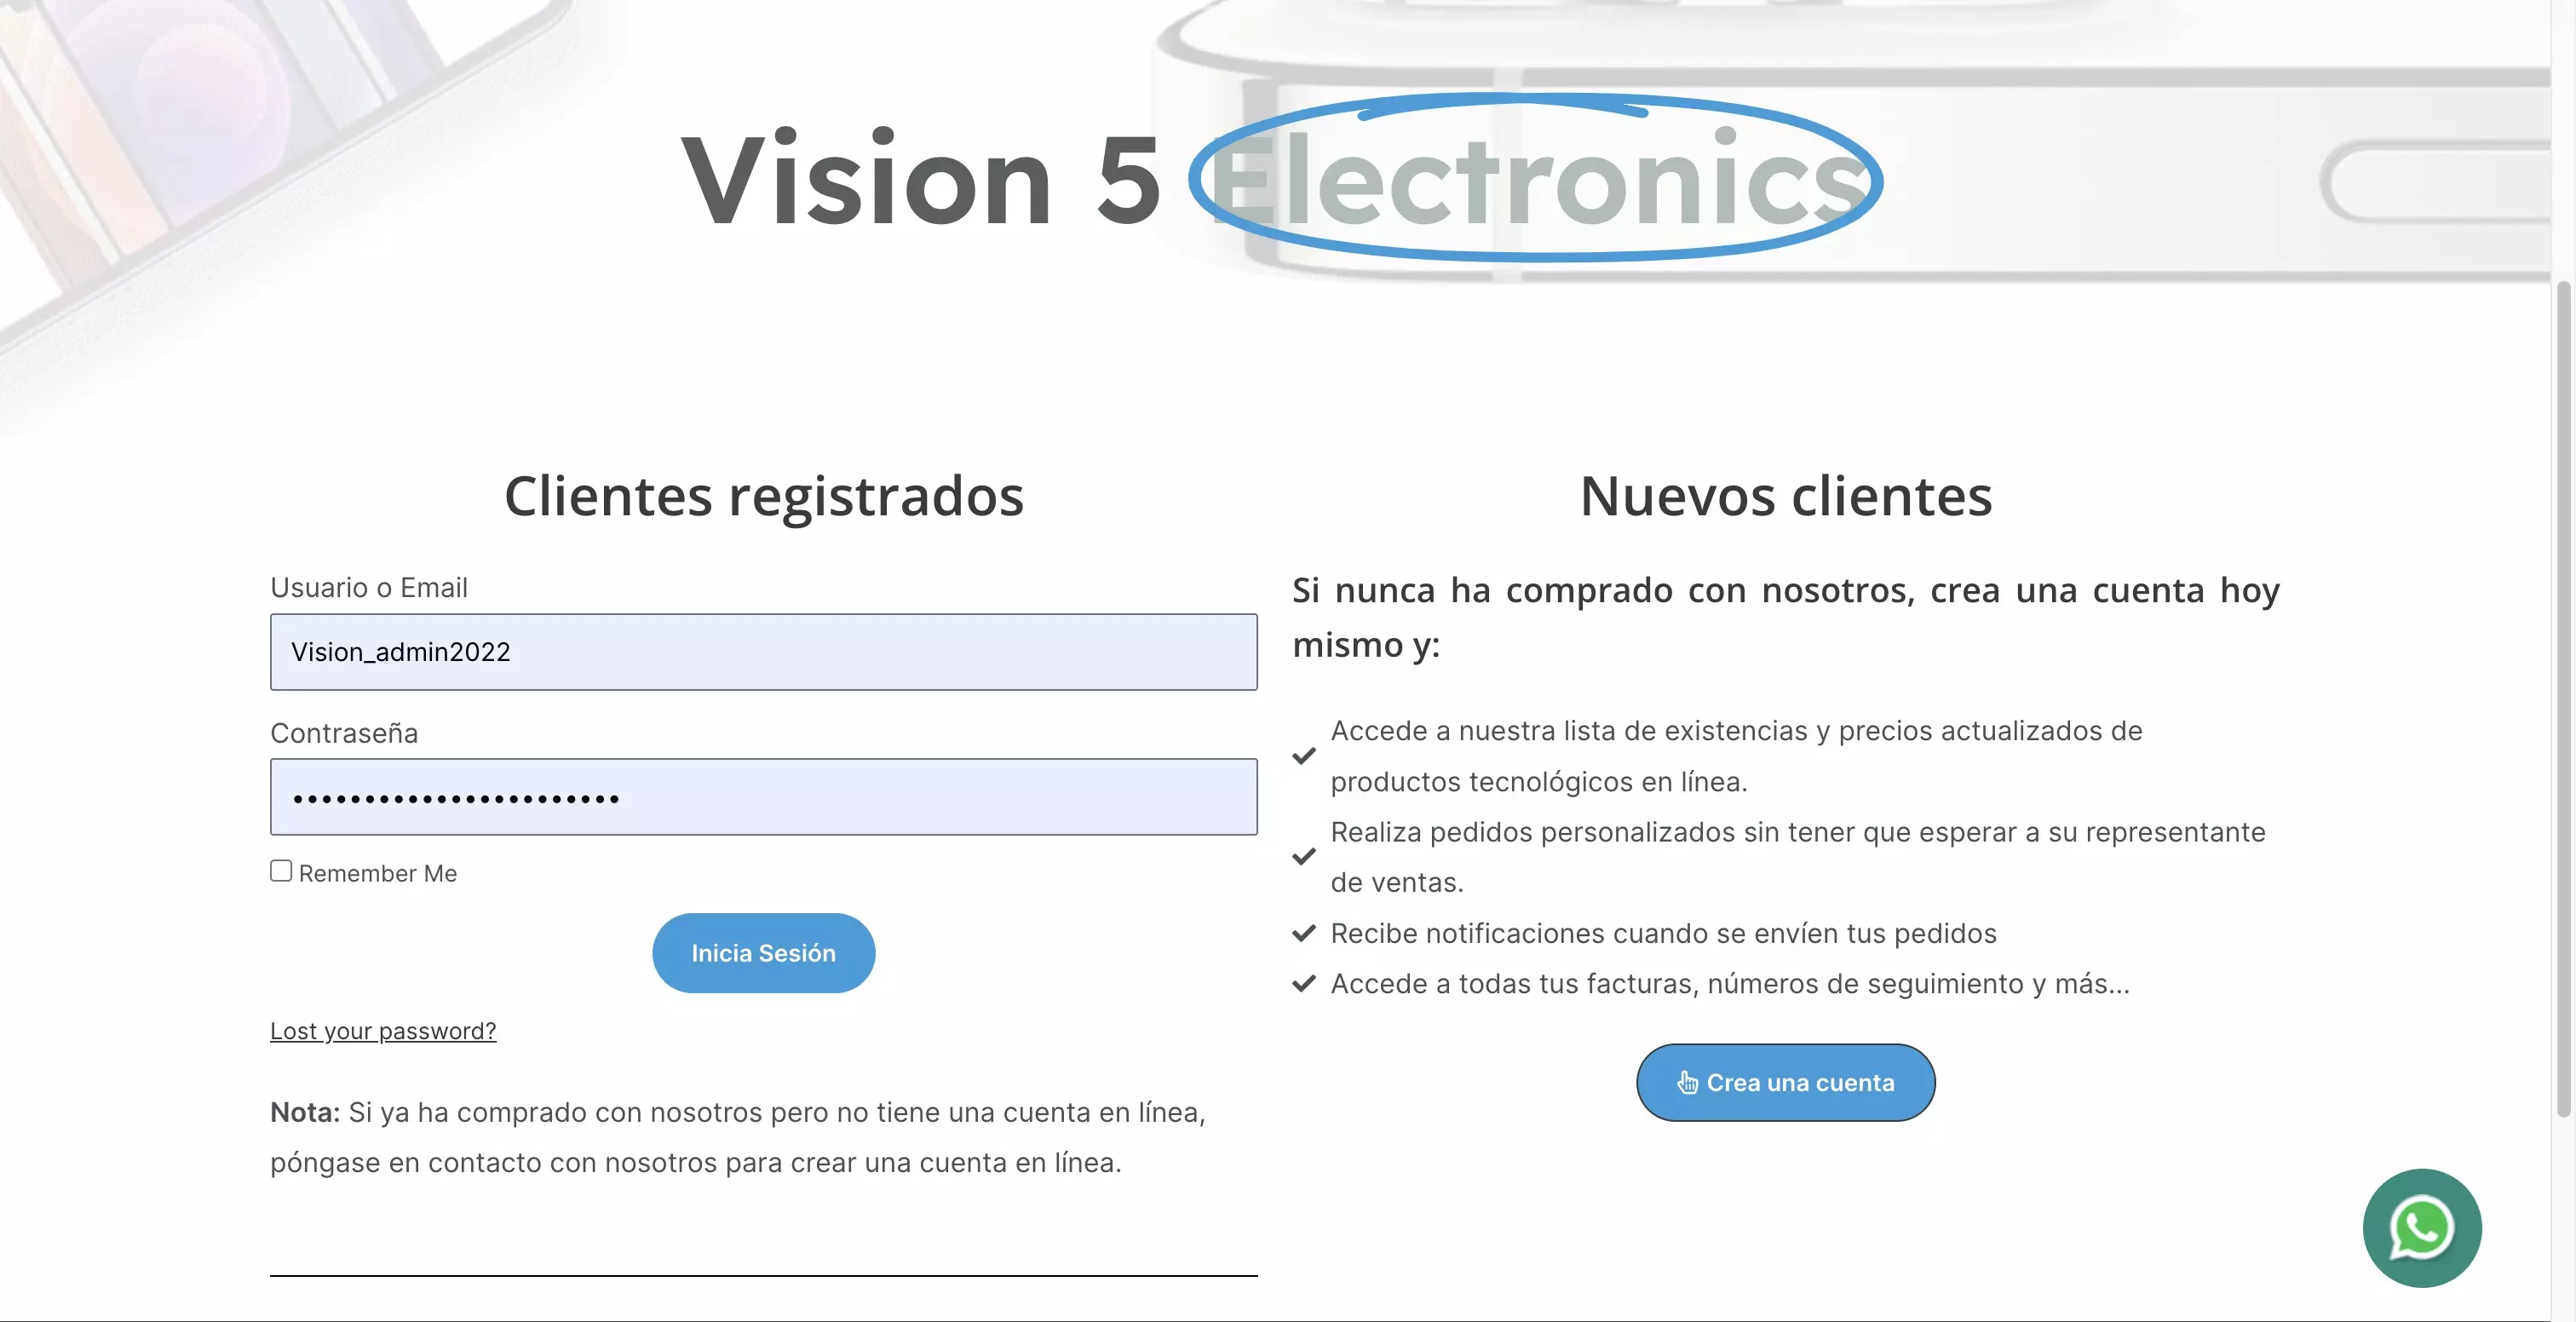 Vision 5 Electronics
Clientes registrados
Usuario o Email
Vision_admin2022
Contraseña
•••••••••••••••••••••••
Remember Me
Inicia Sesión
Lost your password?
Nota: Si ya ha comprado con nosotros pero no tiene una cuenta en línea,
póngase en contacto con nosotros para crear una cuenta en línea.
Nuevos clientes
Si nunca ha comprado con nosotros, crea una cuenta hoy
mismo y:
Accede a nuestra lista de existencias y precios actualizados de
productos tecnológicos en línea.
Realiza pedidos personalizados sin tener que esperar a su representante
de ventas.
Recibe notificaciones cuando se envíen tus pedidos
Accede a todas tus facturas, números de seguimiento y más...
Crea una cuenta